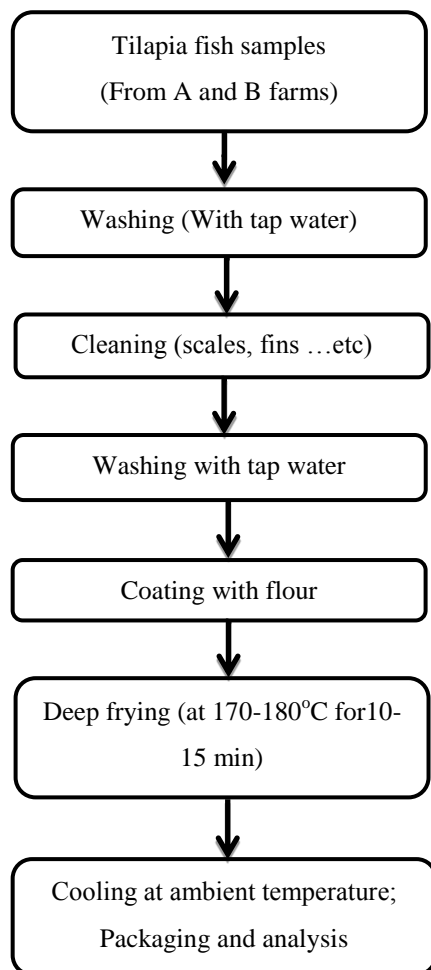 Tilapia fish samples
(From A and B farms)
Washing (With tap water)
Cleaning (scales, fins …etc)
Washing with tap water
Coating with flour
Deep frying (at 170-180°C for10-
15 min)
Cooling at ambient temperature;
Packaging and analysis